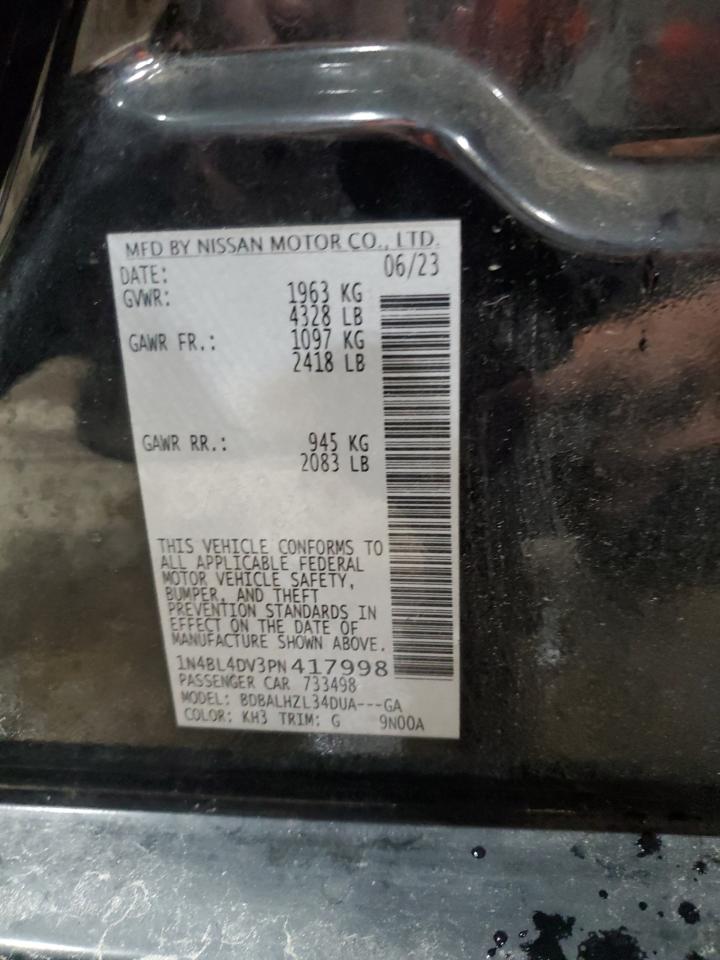 MFD BY NISSAN MOTOR CO., LTD.
DATE: 06/23
GVWR: 1963 KG
4328 LB
GAWR FR.: 1097 KG
2418 LB
GAWR RR.: 945 KG
2083 LB
THIS VEHICLE CONFORMS TO
ALL APPLICABLE FEDERAL
MOTOR VEHICLE SAFETY,
BUMPER, AND THEFT
PREVENTION STANDARDS IN
EFFECT ON THE DATE OF
MANUFACTURE SHOWN ABOVE.
1N4BL4DV3PN417998
PASSENGER CAR 733498
MODEL: BDBALHZL34DUA---GA
COLOR: KH3 TRIM: G 9N00A